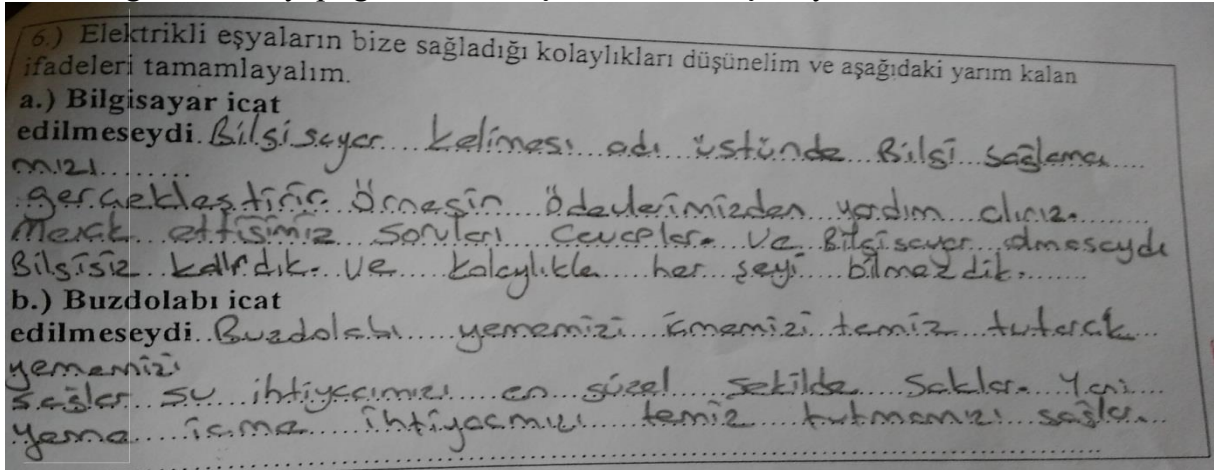 6.) Elektrikli eşyaların bize sağladığı kolaylıkları düşünelim ve aşağıdaki yarım kalan
ifadeleri tamamlayalım.
a.) Bilgisayar icat
edilmeseydi. Bilgisayar.... kelimesi adı üstünde Bilgi sağlama
mızı
gerçekleştirir Örneğin Ödevlerimizden yardım alırız.
Merak ettiğimiz soruları cevaplar. Ve Bilgisayar olmasaydı
Bilgisiz kalırdık. Ve kolaylıkla her şeyi bilmezdik.
b.) Buzdolabı icat
edilmeseydi.. Buzdolabı yememizi içmemizi temiz tutarak
yememizi
sağlar su ihtiyacımızı en güzel şekilde saklar. Yani
yeme içme ihtiyacmızı temiz tutmamızı sağlar.